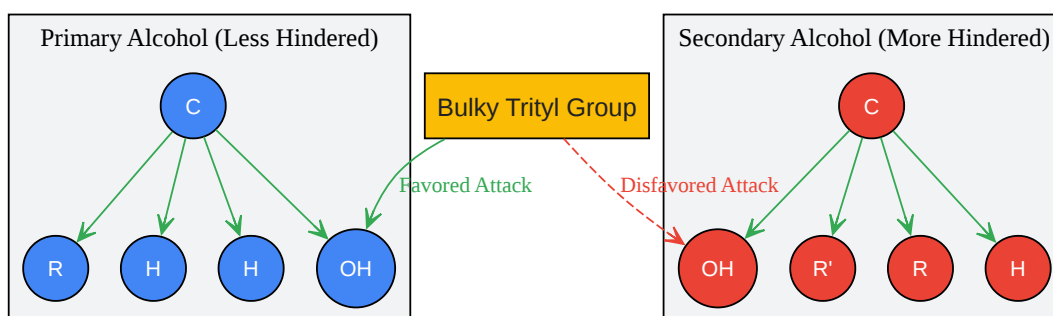 Primary Alcohol (Less Hindered)
Secondary Alcohol (More Hindered)
C
Bulky Trityl Group
C
Favored Attack
Disfavored Attack
R
H
H
OH
OH
R'
R
H